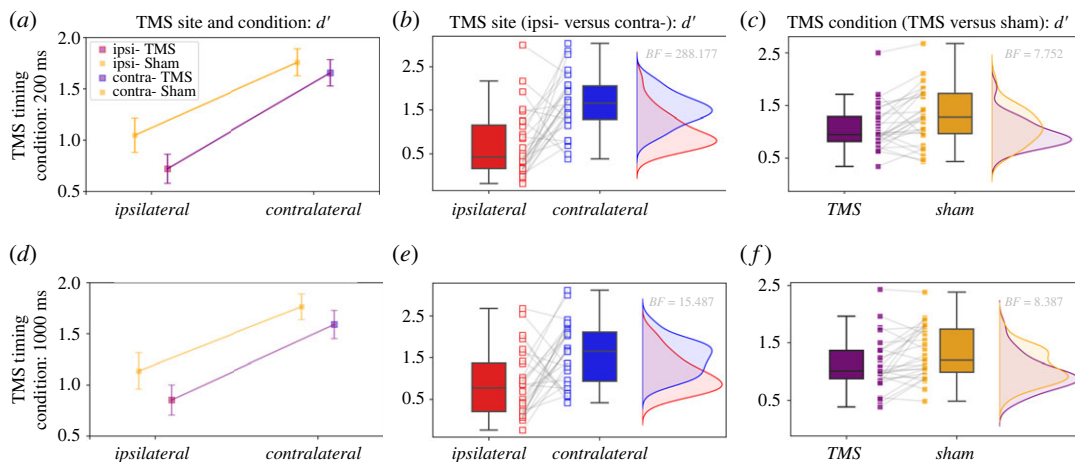 (a) TMS site and condition: d′
(b) TMS site (ipsi- versus contra-): d′
(c) TMS condition (TMS versus sham): d′
TMS timing
condition: 200 ms
2.0
1.5
1.0
0.5
ipsi- TMS
ipsi- Sham
contra- TMS
contra- Sham
ipsilateral contralateral
2.5
1.5
0.5
BF = 288.177
ipsilateral contralateral
2.5
1.5
0.5
BF = 7.752
TMS sham
(d)
(e)
(f)
TMS timing
condition: 1000 ms
2.0
1.5
1.0
0.5
ipsilateral contralateral
2.5
1.5
0.5
BF = 15.487
ipsilateral contralateral
2.5
1.5
0.5
BF = 8.387
TMS sham